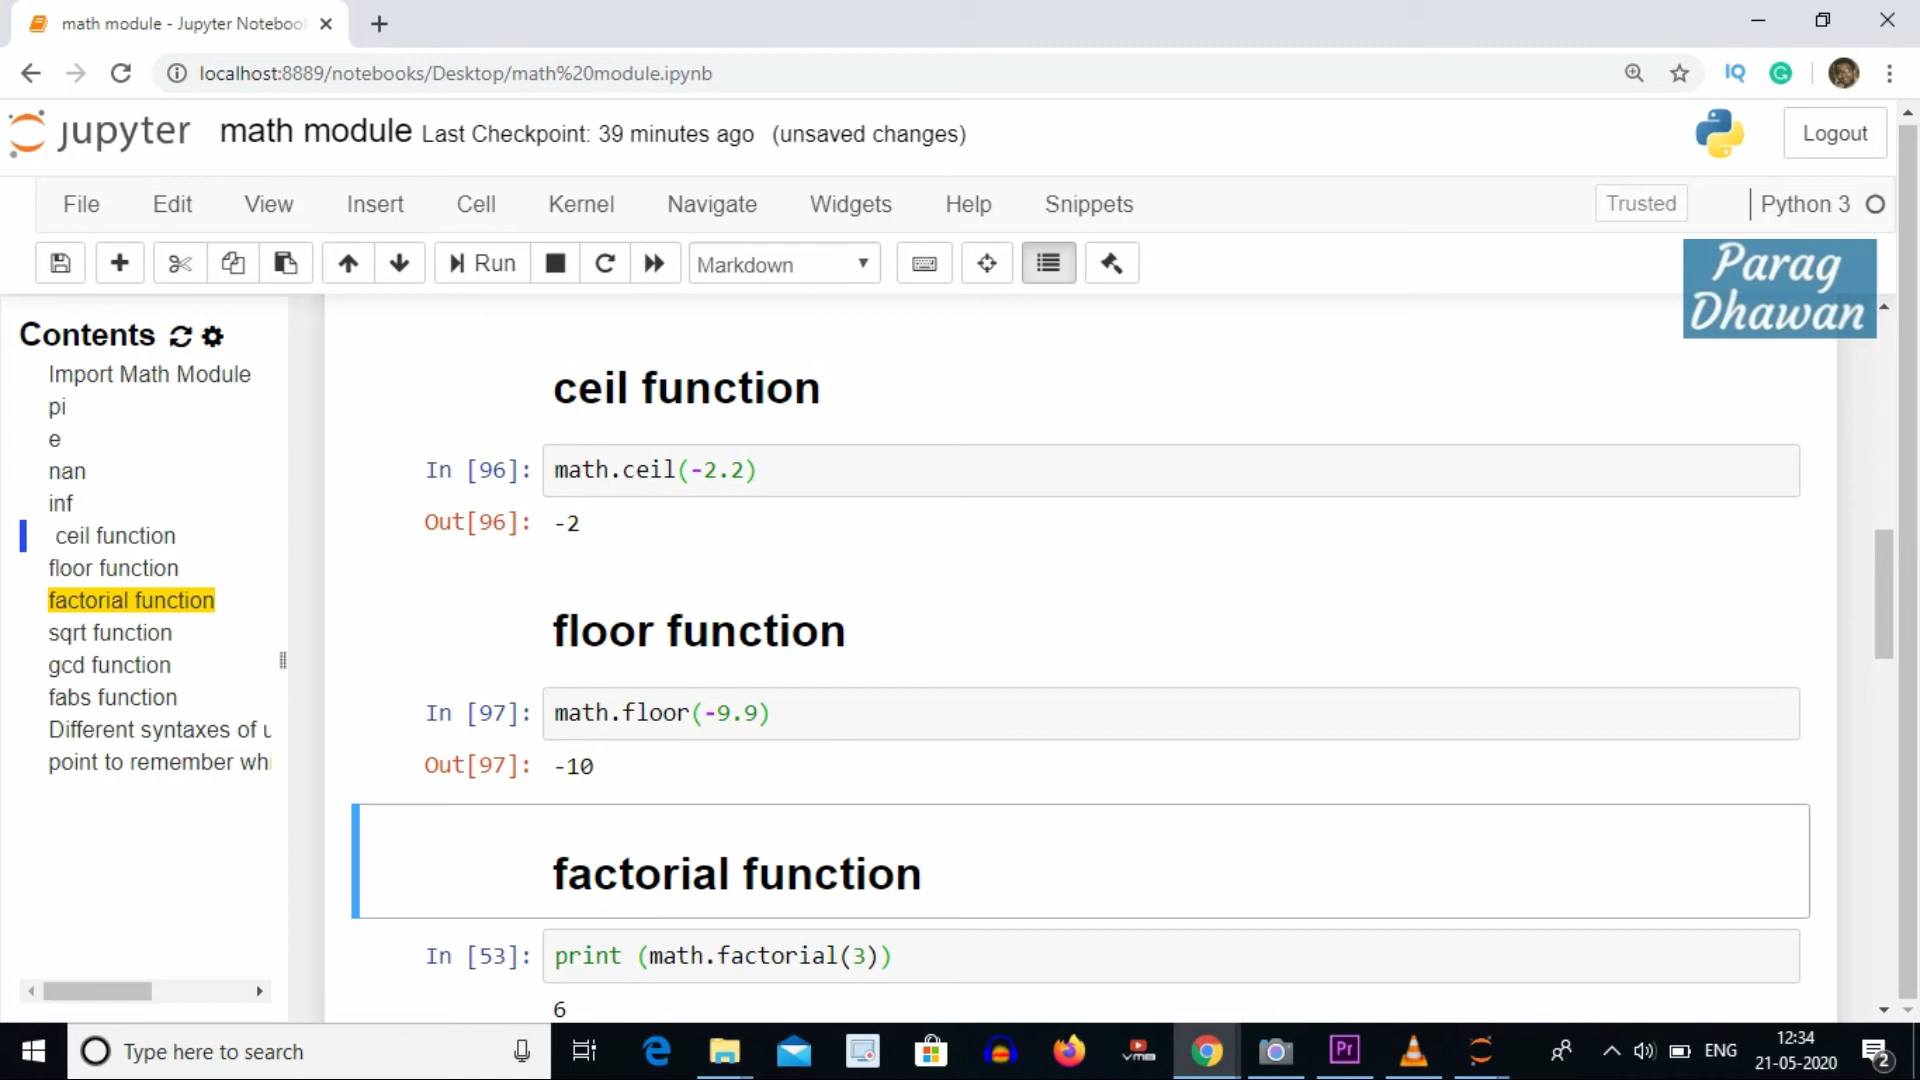 math module - Jupyter Noteboo
localhost:8889/notebooks/Desktop/math%20module.ipynb
IQ
jupyter math module Last Checkpoint: 39 minutes ago (unsaved changes)
Logout
File Edit View Insert Cell Kernel Navigate Widgets Help Snippets
Trusted
Python 3
Run
Markdown
Parag
Dhawan
Contents
Import Math Module
pi
e
nan
inf
ceil function
floor function
factorial function
sqrt function
gcd function
fabs function
Different syntaxes of u
point to remember whi
ceil function
In [96]: math.ceil(-2.2)
Out[96]: -2
floor function
In [97]: math.floor(-9.9)
Out[97]: -10
factorial function
In [53]: print (math.factorial(3))
6
Type here to search
Pr
ENG
12:34
21-05-2020
2